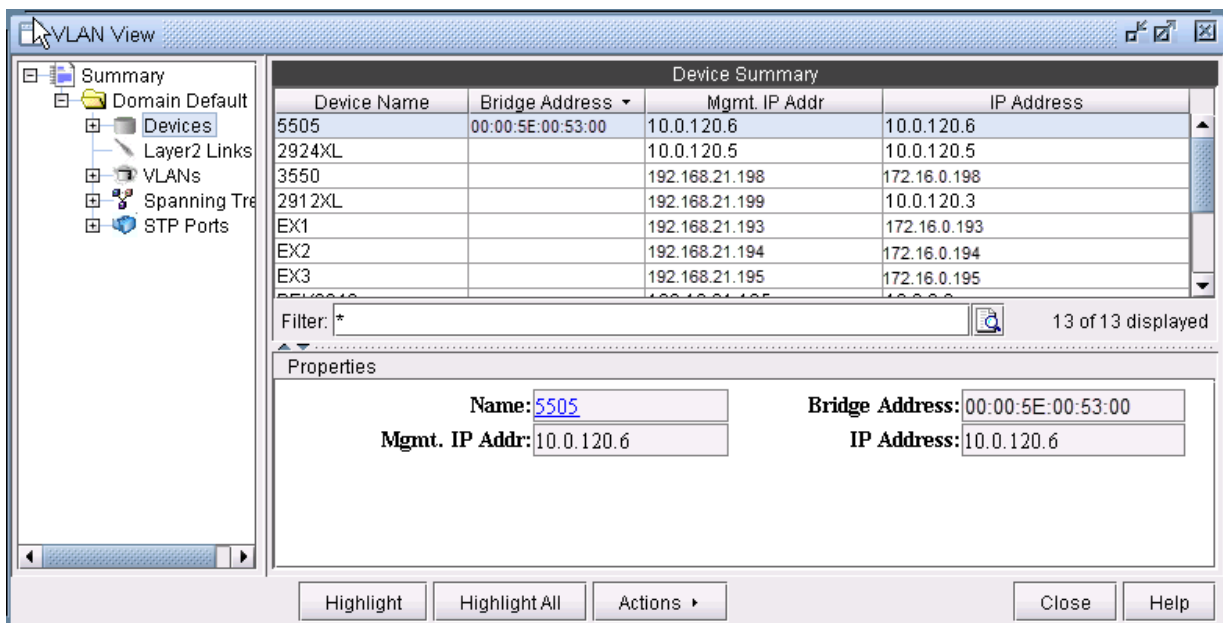 VLAN View
Summary
Domain Default
Devices
Layer2 Links
VLANs
Spanning Tre
STP Ports
Device Summary
Device Name Bridge Address Mgmt. IP Addr IP Address
5505 00:00:5E:00:53:00 10.0.120.6 10.0.120.6
2924XL 10.0.120.5 10.0.120.5
3550 192.168.21.198 172.16.0.198
2912XL 192.168.21.199 10.0.120.3
EX1 192.168.21.193 172.16.0.193
EX2 192.168.21.194 172.16.0.194
EX3 192.168.21.195 172.16.0.195
Filter: * 13 of 13 displayed
Properties
Name: 5505 Bridge Address: 00:00:5E:00:53:00
Mgmt. IP Addr: 10.0.120.6 IP Address: 10.0.120.6
Highlight Highlight All Actions Close Help